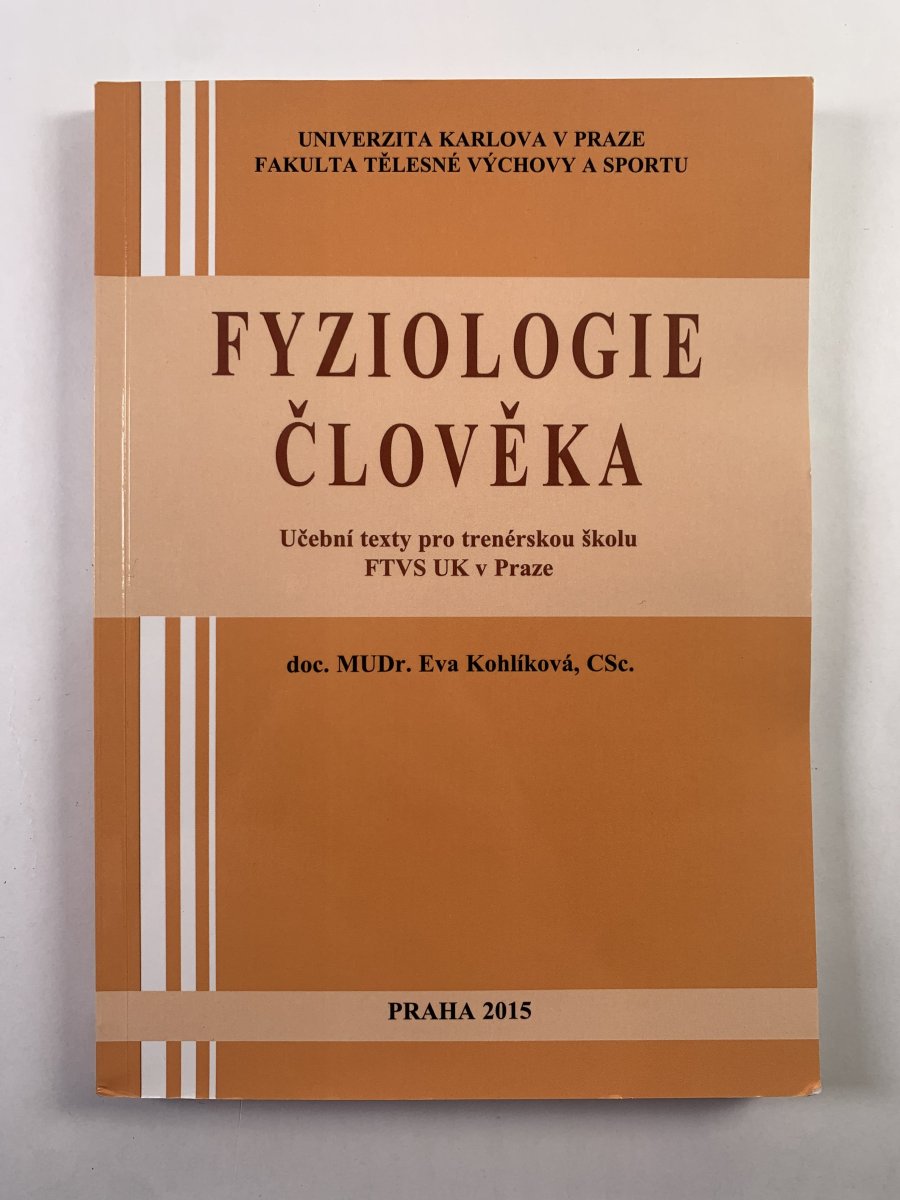 UNIVERZITA KARLOVA V PRAZE
FAKULTA TĚLESNÉ VÝCHOVY A SPORTU
FYZIOLOGIE
ČLOVĚKA
Učební texty pro trenérskou školu
FTVS UK v Praze
doc. MUDr. Eva Kohlíková, CSc.
PRAHA 2015